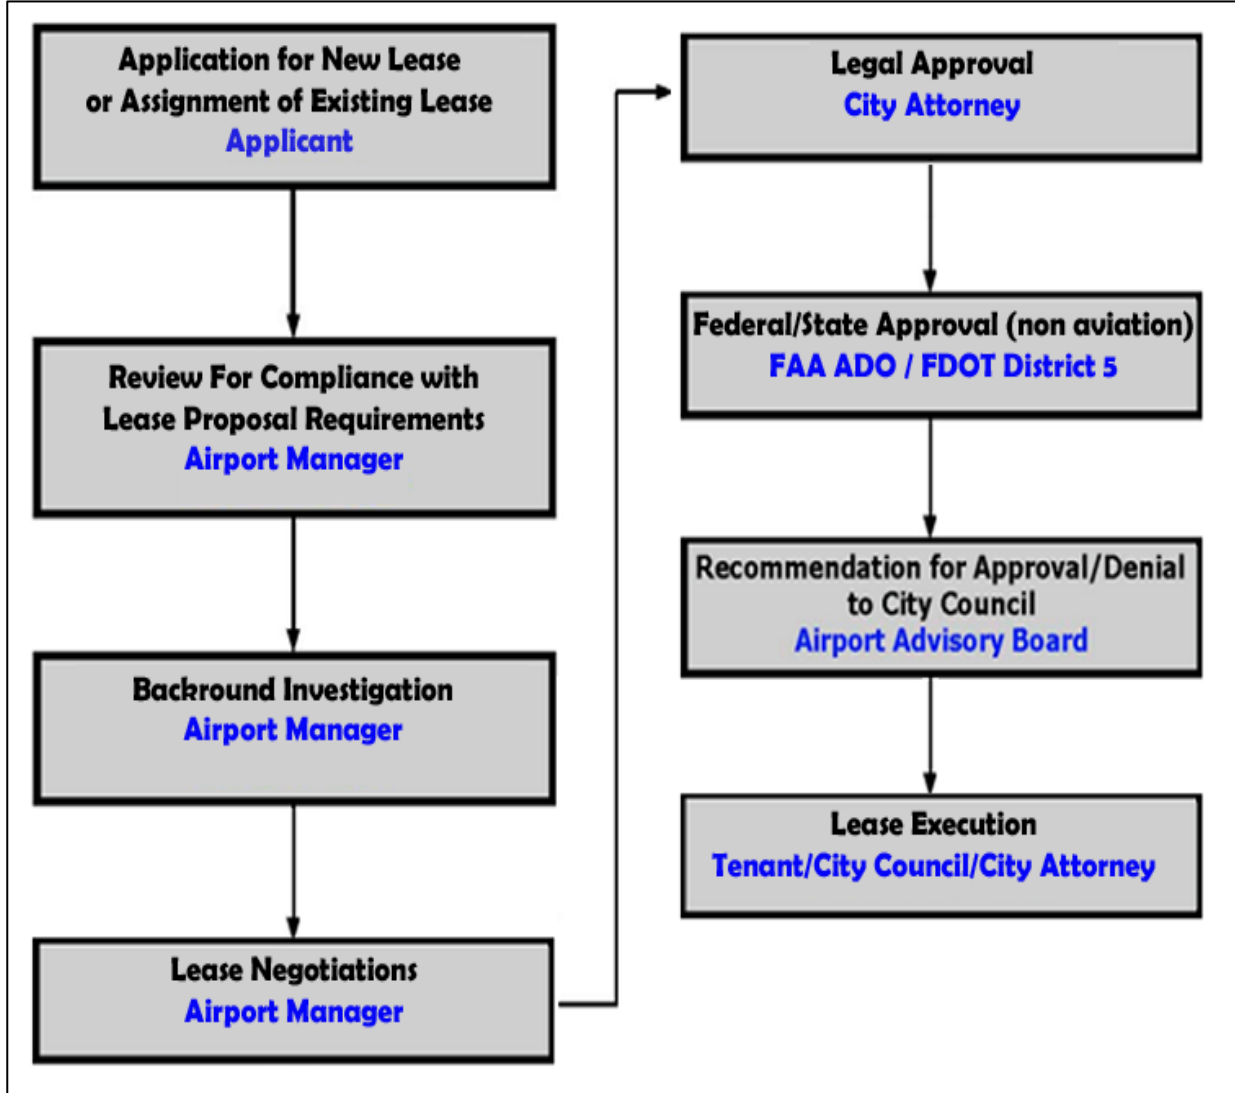 Application for New Lease
or Assignment of Existing Lease
Applicant
Review For Compliance with
Lease Proposal Requirements
Airport Manager
Backround Investigation
Airport Manager
Lease Negotiations
Airport Manager
Legal Approval
City Attorney
Federal/State Approval (non aviation)
FAA ADO / FDOT District 5
Recommendation for Approval/Denial
to City Council
Airport Advisory Board
Lease Execution
Tenant/City Council/City Attorney